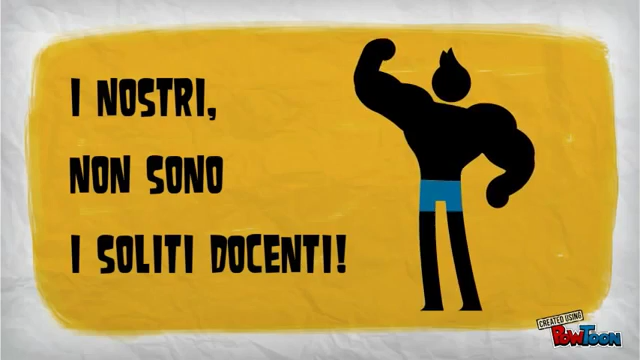 I NOSTRI,
NON SONO
I SOLITI DOCENTI!
CREATED USING
POWTOON